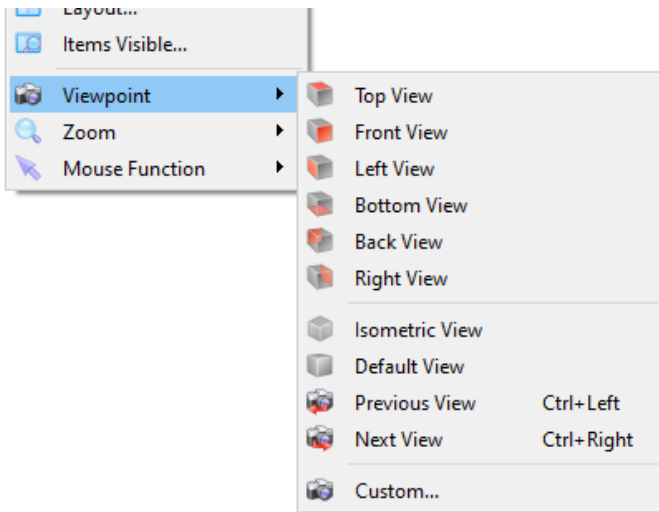 Layout...
Items Visible...
Viewpoint
Zoom
Mouse Function
Top View
Front View
Left View
Bottom View
Back View
Right View
Isometric View
Default View
Previous View Ctrl+Left
Next View Ctrl+Right
Custom...